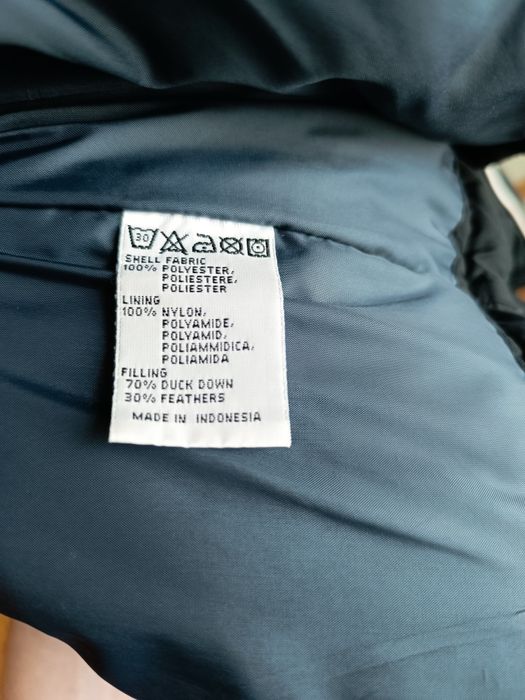 30
SHELL FABRIC
100% POLYESTER,
POLIESTERE,
POLIESTER
LINING
100% NYLON,
POLYAMIDE,
POLYAMID,
POLIAMMIDICA,
POLIAMIDA
FILLING
70% DUCK DOWN
30% FEATHERS
MADE IN INDONESIA